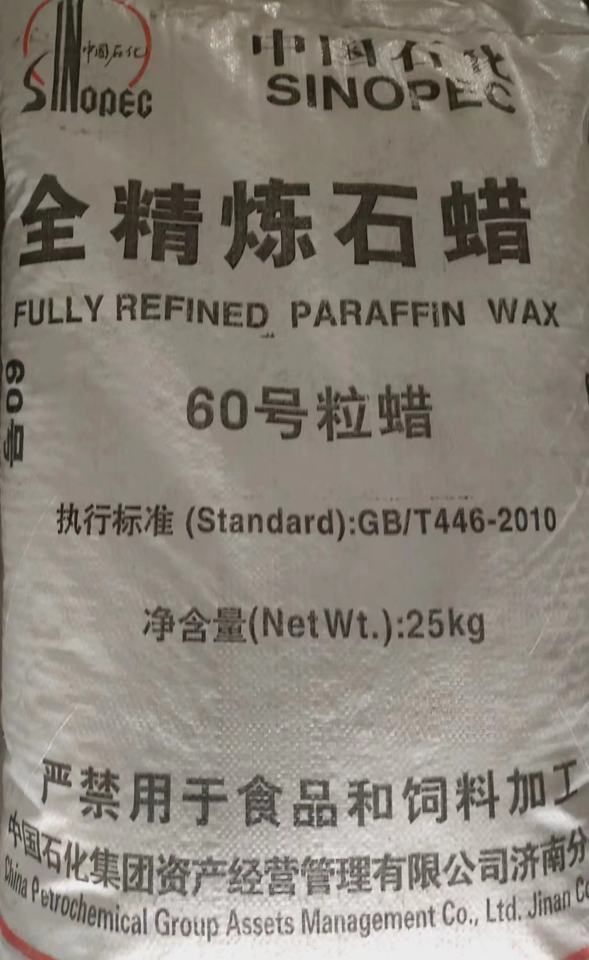 中国石化
SINOPEC
中国石化
SINOPEC
全精炼石蜡
FULLY REFINED PARAFFIN WAX
60号
60号粒蜡
执行标准 (Standard):GB/T446-2010
净含量(Net Wt.):25kg
严禁用于食品和饲料加工
中国石化集团资产经营管理有限公司济南分
China Petrochemical Group Assets Management Co., Ltd. Jinan Co